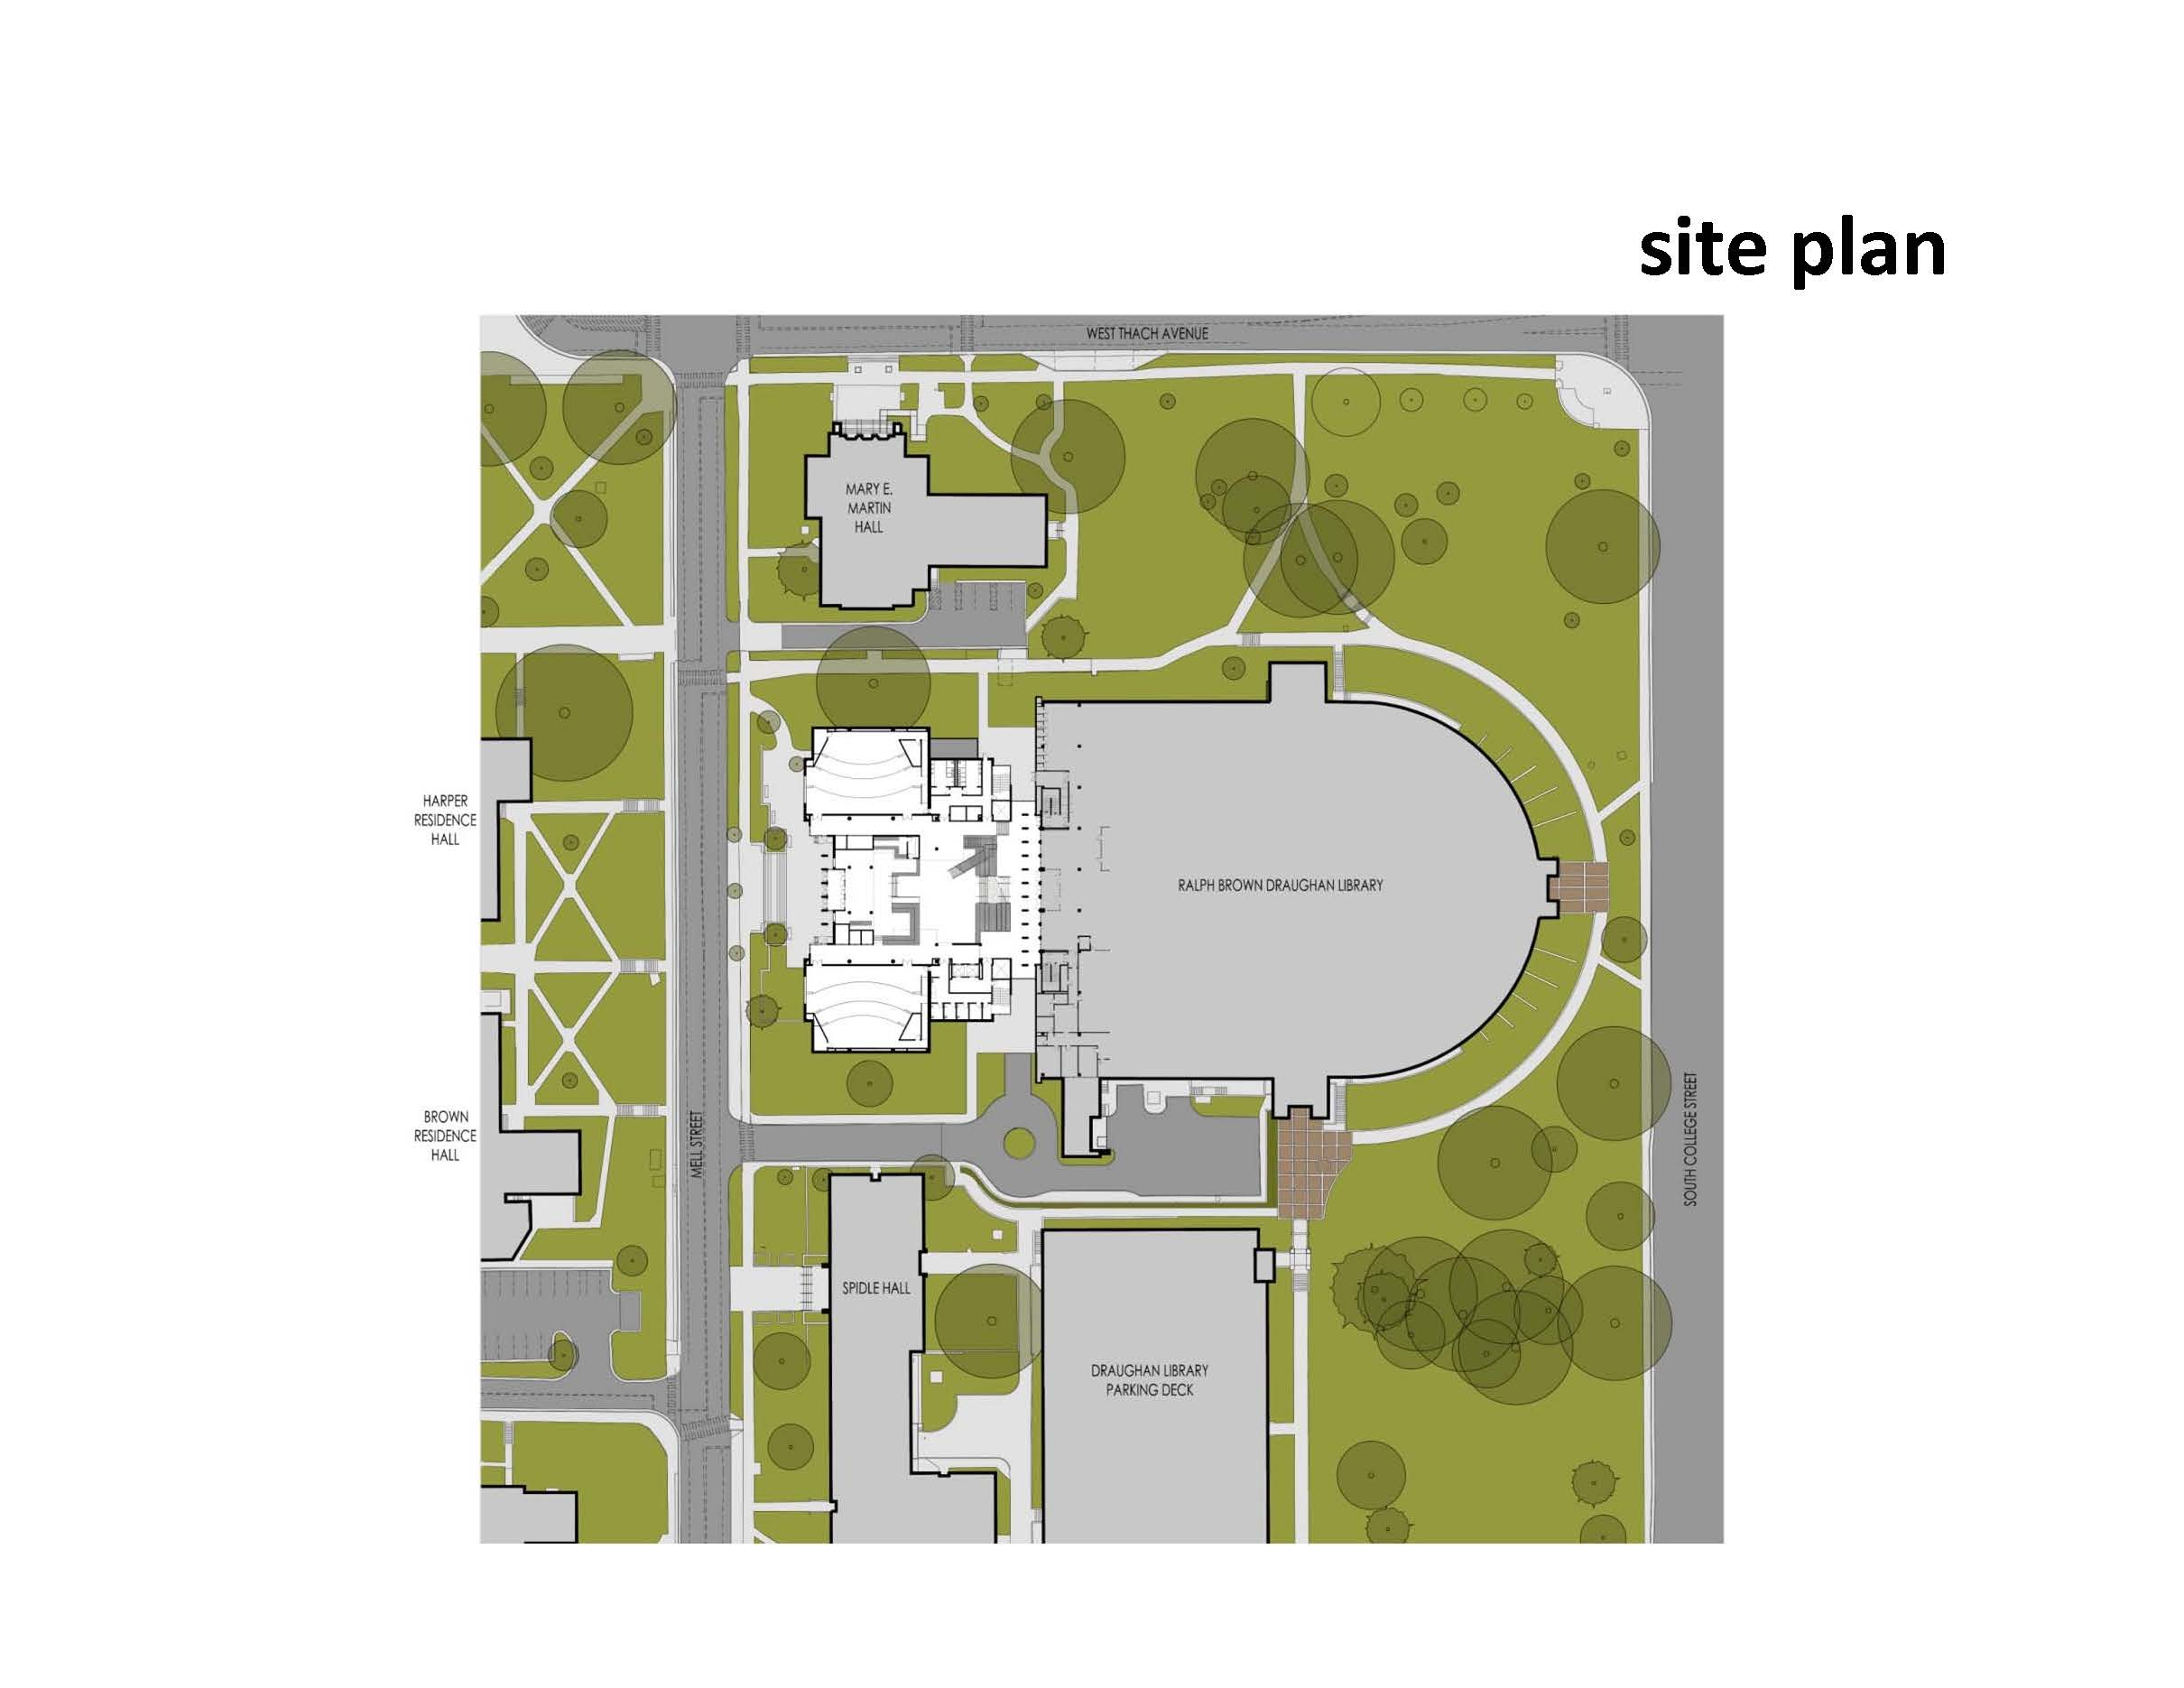 site plan
WEST THACH AVENUE
MARY E.
MARTIN
HALL
HARPER
RESIDENCE
HALL
RALPH BROWN DRAUGHAN LIBRARY
BROWN
RESIDENCE
HALL
MELL STREET
SOUTH COLLEGE STREET
SPIDLE HALL
DRAUGHAN LIBRARY
PARKING DECK